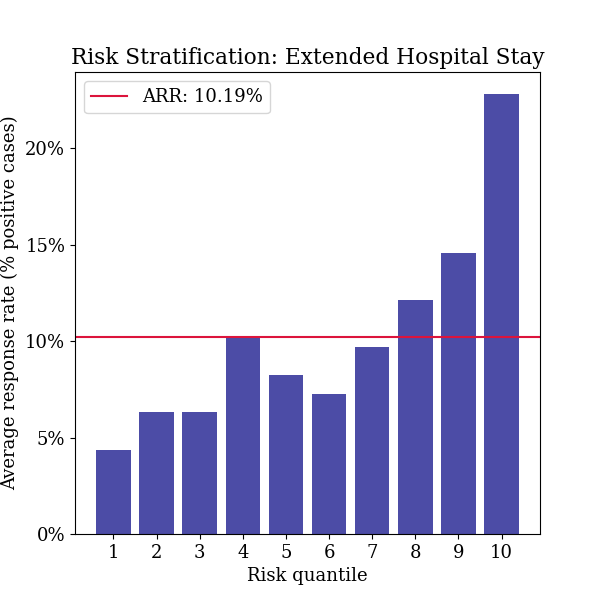 Risk Stratification: Extended Hospital Stay
ARR: 10.19%
Average response rate (% positive cases)
20%
15%
10%
5%
0%
1 2 3 4 5 6 7 8 9 10
Risk quantile